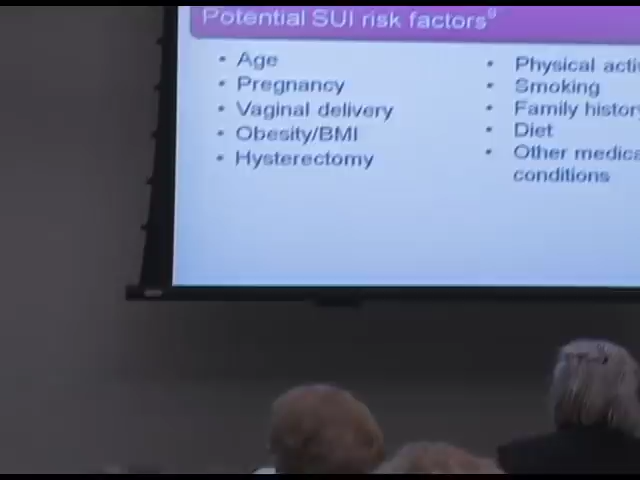 Potential SUI risk factors
• Age
• Pregnancy
• Vaginal delivery
• Obesity/BMI
• Hysterectomy
• Physical
• Smoking
• Family
• Diet
• Other
conditions